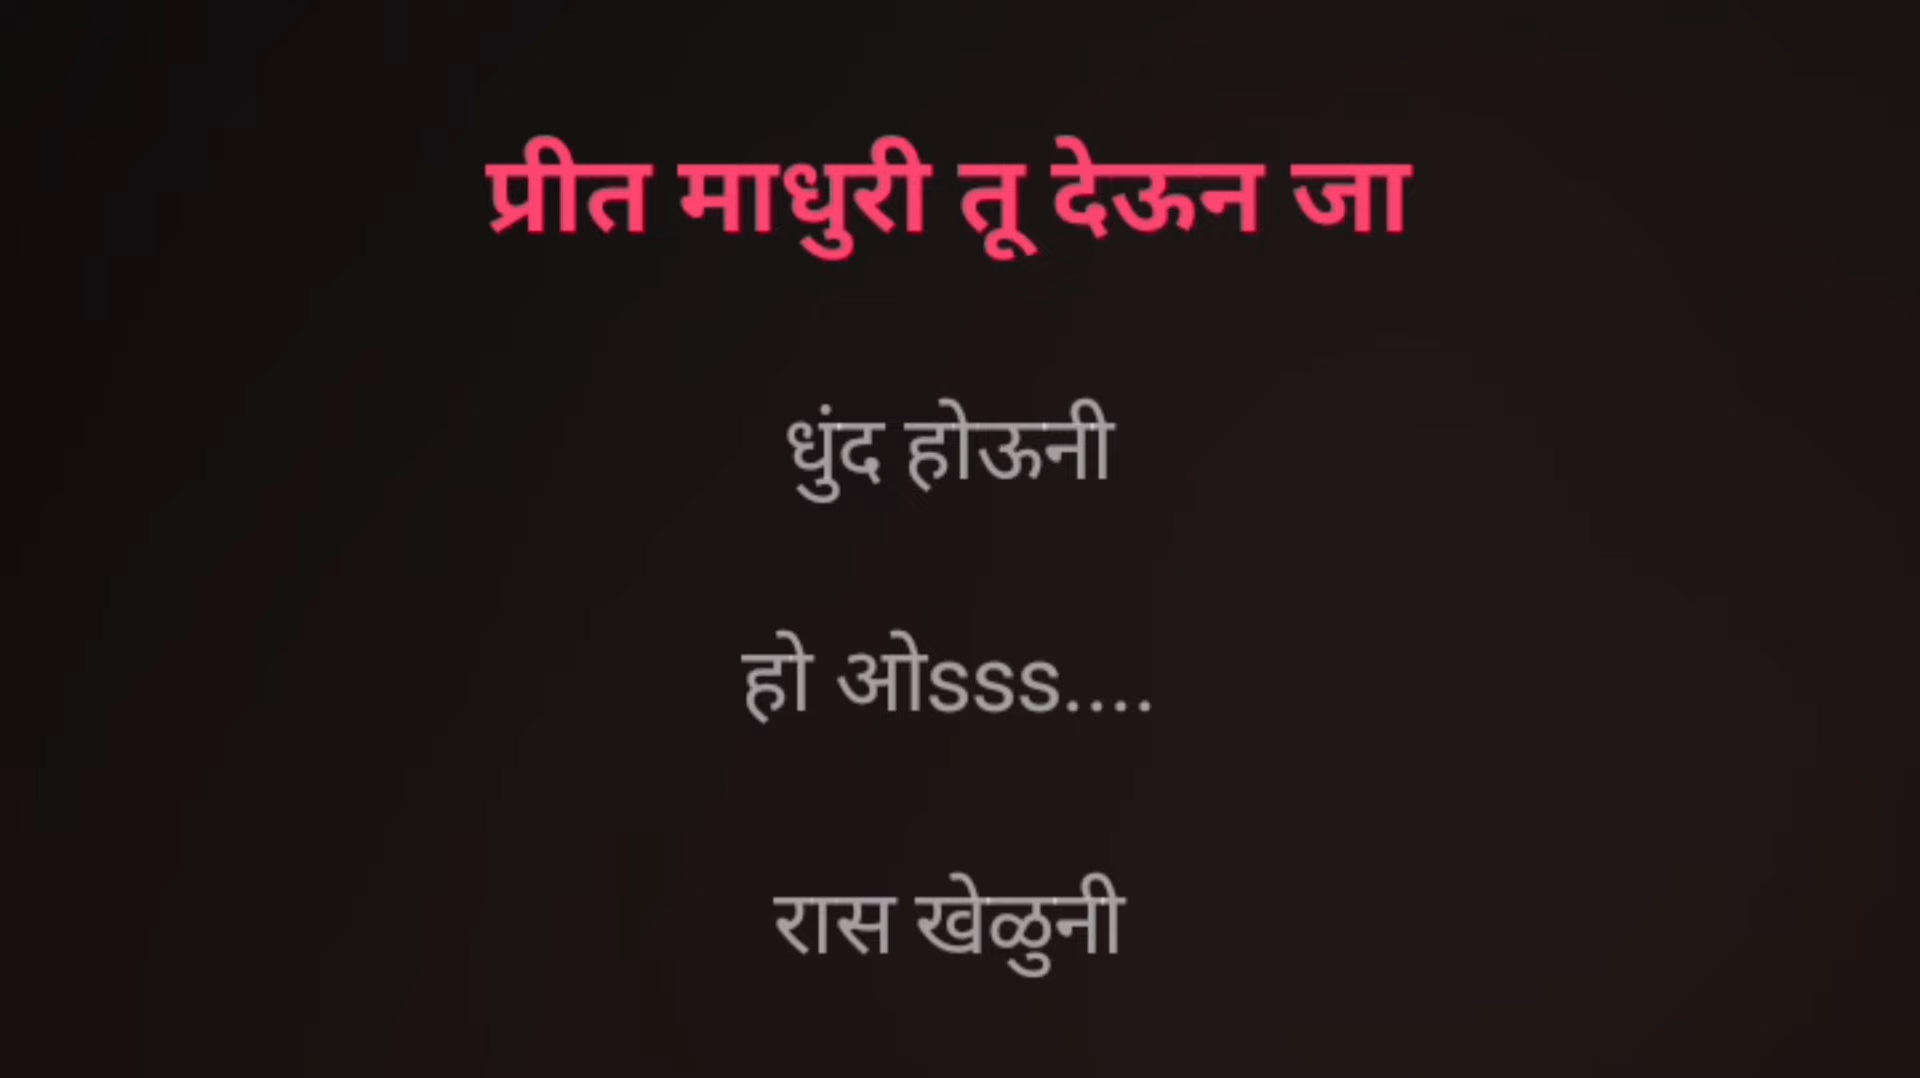 प्रीत माधुरी तू देऊन जा
धुंद होऊनी
हो ओsss....
रास खेळुनी